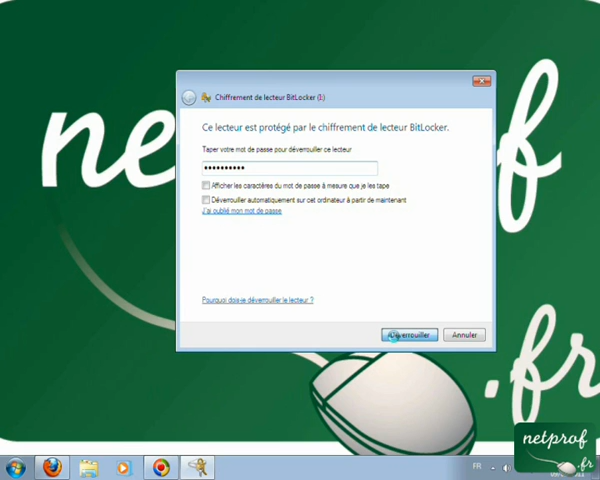 Chiffrement de lecteur BitLocker (I:)
Ce lecteur est protégé par le chiffrement de lecteur BitLocker.
Taper votre mot de passe pour déverrouiller ce lecteur
Afficher les caractères du mot de passe à mesure que je les tape
Déverrouiller automatiquement sur cet ordinateur à partir de maintenant
J'ai oublié mon mot de passe
Pourquoi dois-je déverrouiller le lecteur ?
Déverrouiller Annuler
.fr
FR
netprof
.fr